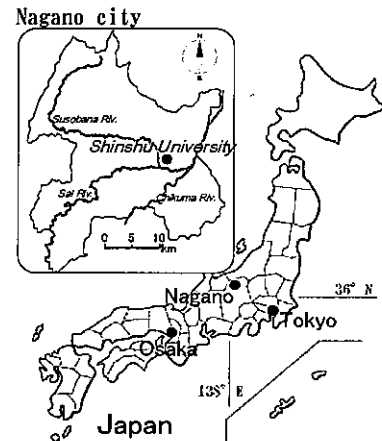 Nagano city
N
Susobana Riv.
Shinshu University
Sai Riv.
Chikuma Riv.
0 5 10
km
Nagano
36° N
Tokyo
Osaka
138° E
Japan